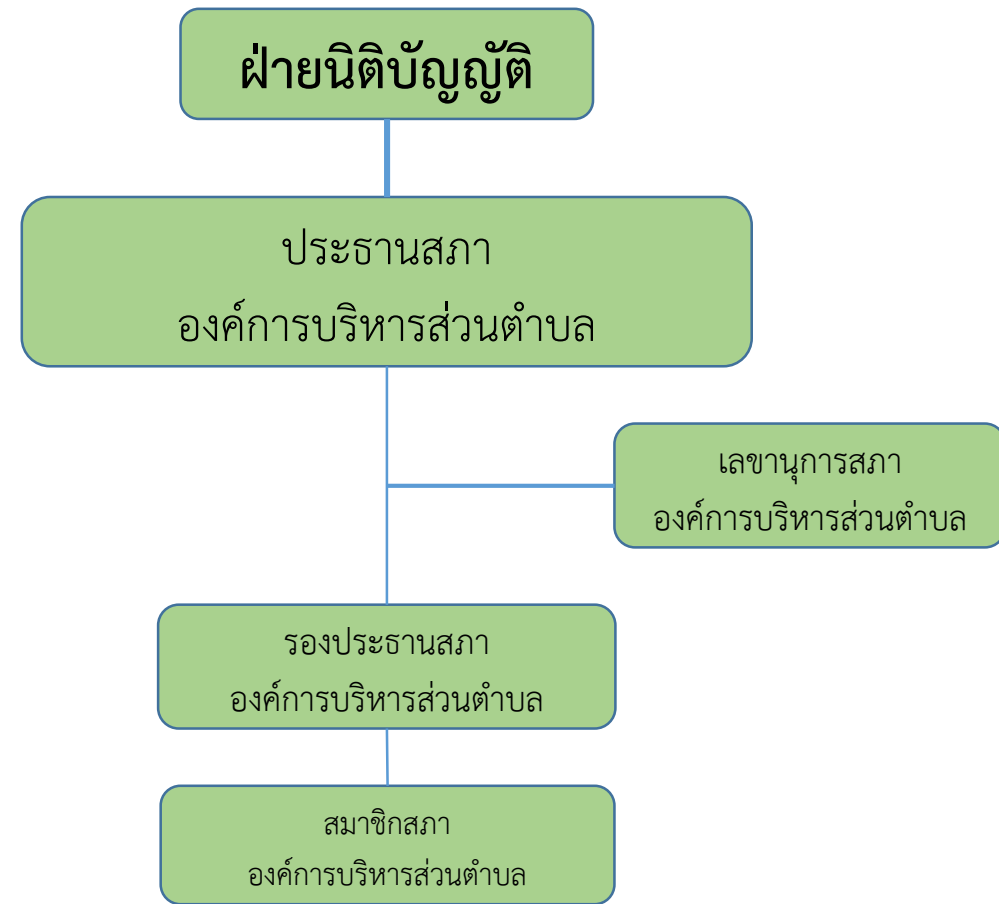 ฝ่ายนิติบัญญัติ
ประธานสภา
องค์การบริหารส่วนตำบล
เลขานุการสภา
องค์การบริหารส่วนตำบล
รองประธานสภา
องค์การบริหารส่วนตำบล
สมาชิกสภา
องค์การบริหารส่วนตำบล